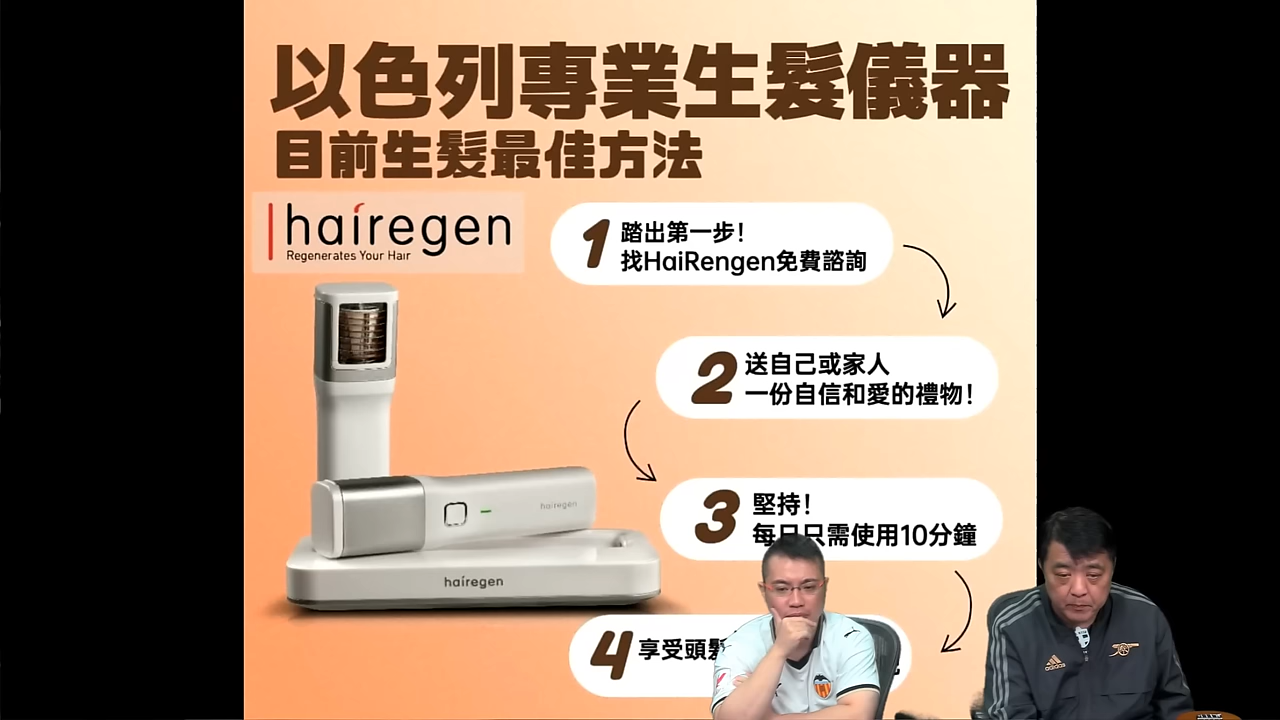 以色列專業生髮儀器
目前生髮最佳方法
hairegen
Regenerates Your Hair
1
踏出第一步！
找HaiRengen免費諮詢
2
送自己或家人
一份自信和愛的禮物！
3
堅持！
每日只需使用10分鐘
hairegen
hairegen
4
享受頭髮